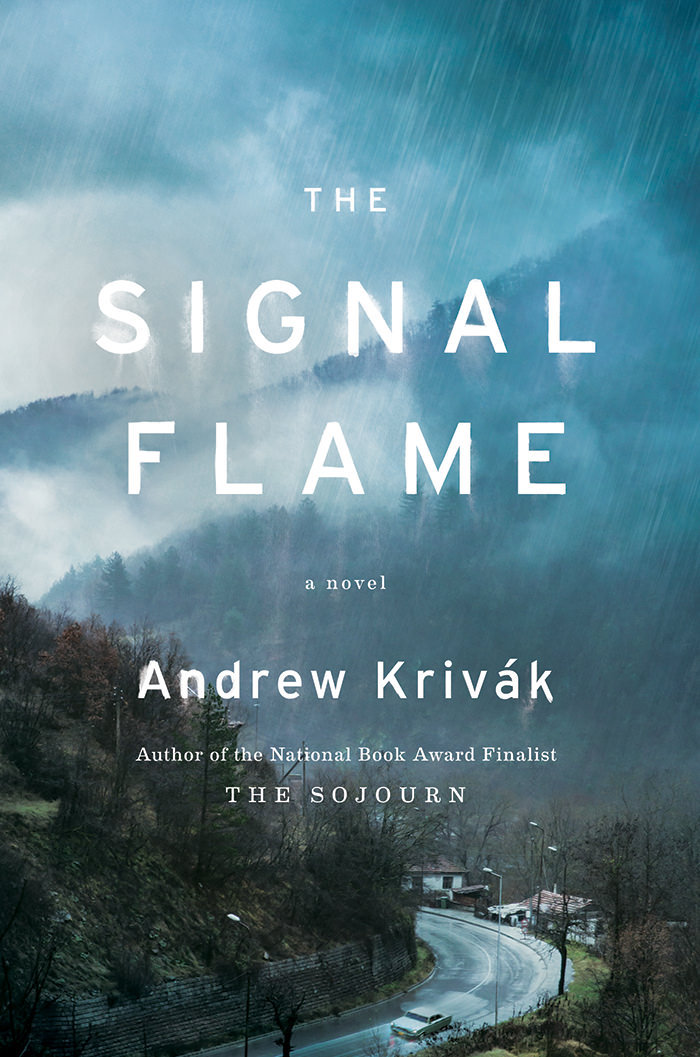 THE
SIGNAL
FLAME
a novel
Andrew Krivák
Author of the National Book Award Finalist
THE SOJOURN